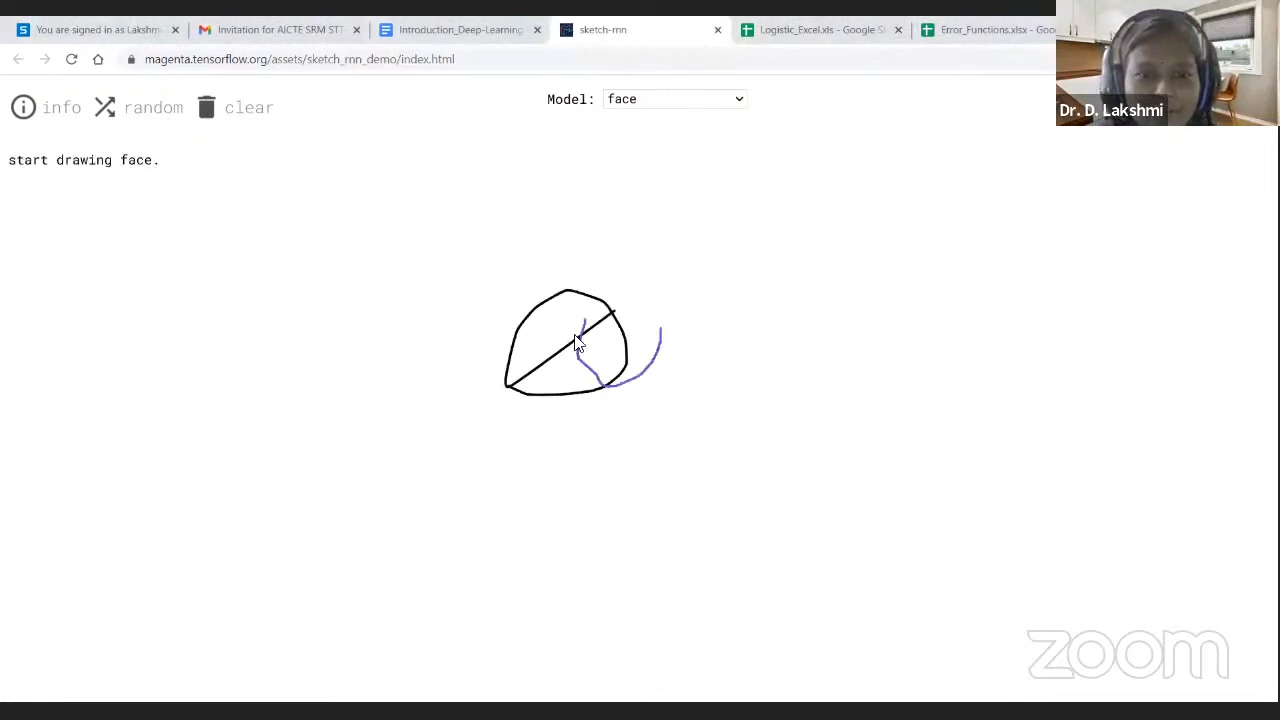 You are signed in as Lakshmi
Invitation for AICTE SRM STT
Introduction_Deep-Learning
sketch-rnn
Logistic_Excel.xls - Google S
Error_Functions.xlsx - Goo
magenta.tensorflow.org/assets/sketch_rnn_demo/index.html
info random clear
Model: face
Dr. D. Lakshmi
start drawing face.
zoom